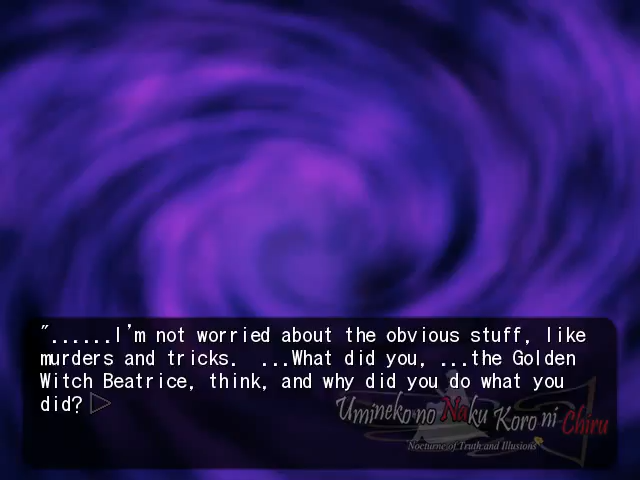 "......I'm not worried about the obvious stuff, like
murders and tricks.  ...What did you, ...the Golden
Witch Beatrice, think, and why did you do what you
did?
Umineko no Naku Koro ni Chiru
Nocturne of Truth and Illusions